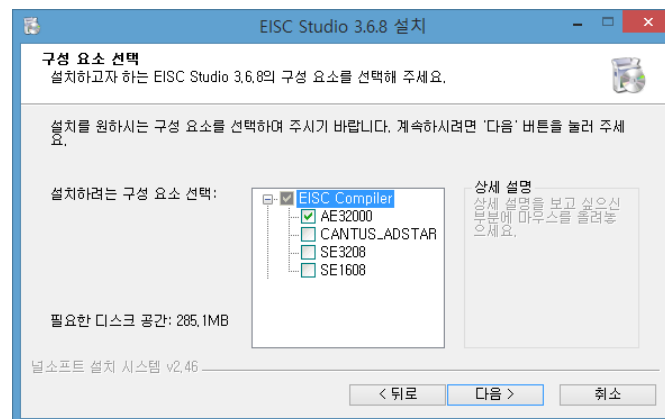 EISC Studio 3.6.8 설치
구성 요소 선택
설치하고자 하는 EISC Studio 3.6.8의 구성 요소를 선택해 주세요.
설치를 원하시는 구성 요소를 선택하여 주시기 바랍니다. 계속하시려면 '다음' 버튼을 눌러 주세
요.
설치하려는 구성 요소 선택:
EISC Compiler
AE32000
CANTUS_ADSTAR
SE3208
SE1608
상세 설명
상세 설명을 보고 싶으신
부분에 마우스를 올려놓
으세요.
필요한 디스크 공간: 285.1MB
널소프트 설치 시스템 v2.46
< 뒤로
다음 >
취소